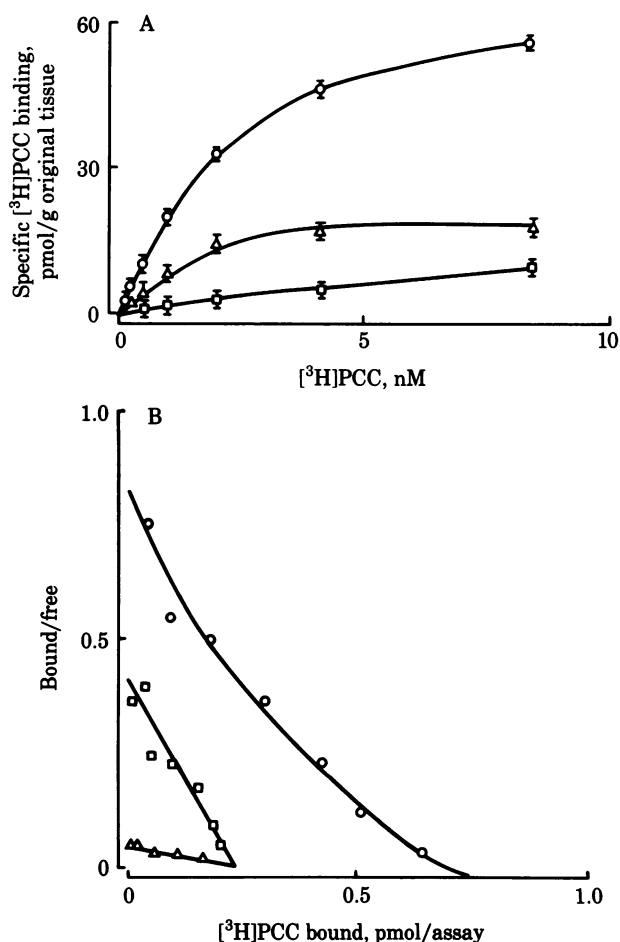 60
A
Specific [³H]PCC binding,
pmol/g original tissue
30
0
0
5
10
[³H]PCC, nM
1.0
B
Bound/free
0.5
0
0
0.5
1.0
[³H]PCC bound, pmol/assay